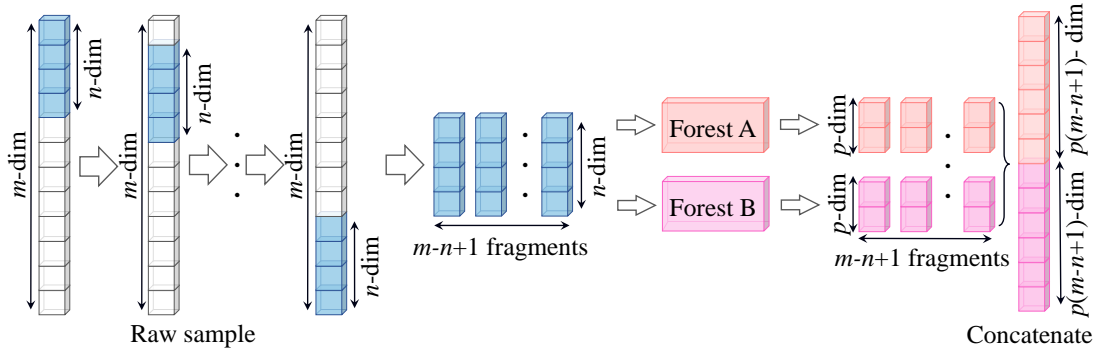 m-dim
n-dim
m-dim
n-dim
m-dim
n-dim
Raw sample
n-dim
m-n+1 fragments
Forest A
Forest B
p-dim
p-dim
m-n+1 fragments
p(m-n+1)- dim
p(m-n+1)-dim
Concatenate